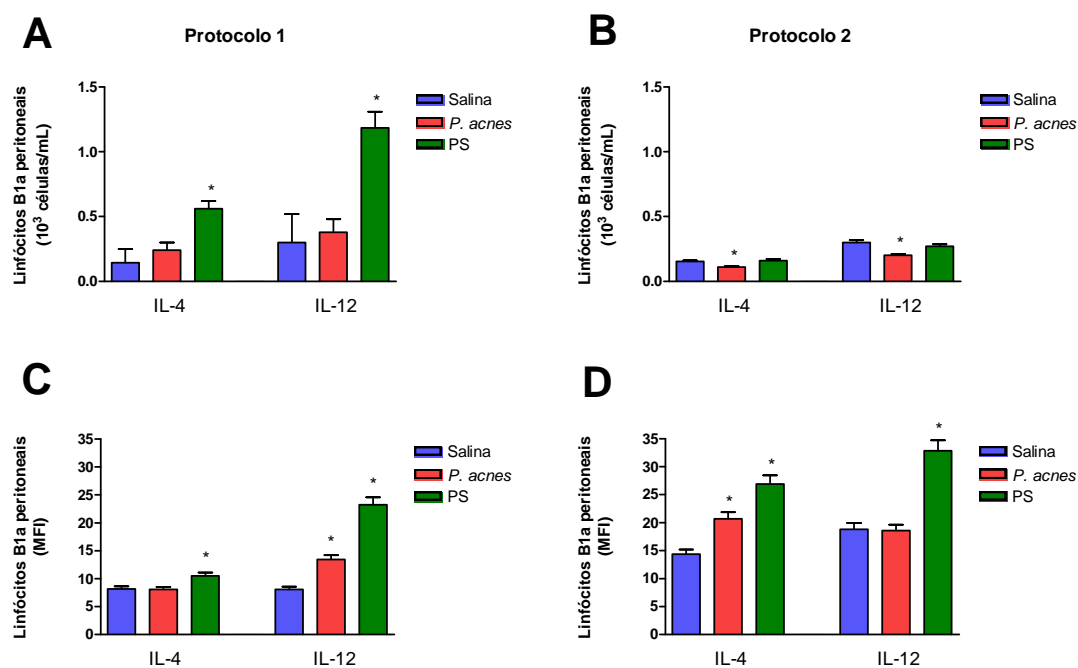 A
Protocolo 1
Linfócitos B1a peritoneais
(10³ células/mL)
1.5
1.0
0.5
0.0
*
*
IL-4
IL-12
Salina
P. acnes
PS
B
Protocolo 2
Linfócitos B1a peritoneais
(10³ células/mL)
1.5
1.0
0.5
0.0
*
*
IL-4
IL-12
Salina
P. acnes
PS
C
Linfócitos B1a peritoneais
(MFI)
35
30
25
20
15
10
5
0
*
*
*
IL-4
IL-12
Salina
P. acnes
PS
D
Linfócitos B1a peritoneais
(MFI)
35
30
25
20
15
10
5
0
*
*
*
IL-4
IL-12
Salina
P. acnes
PS